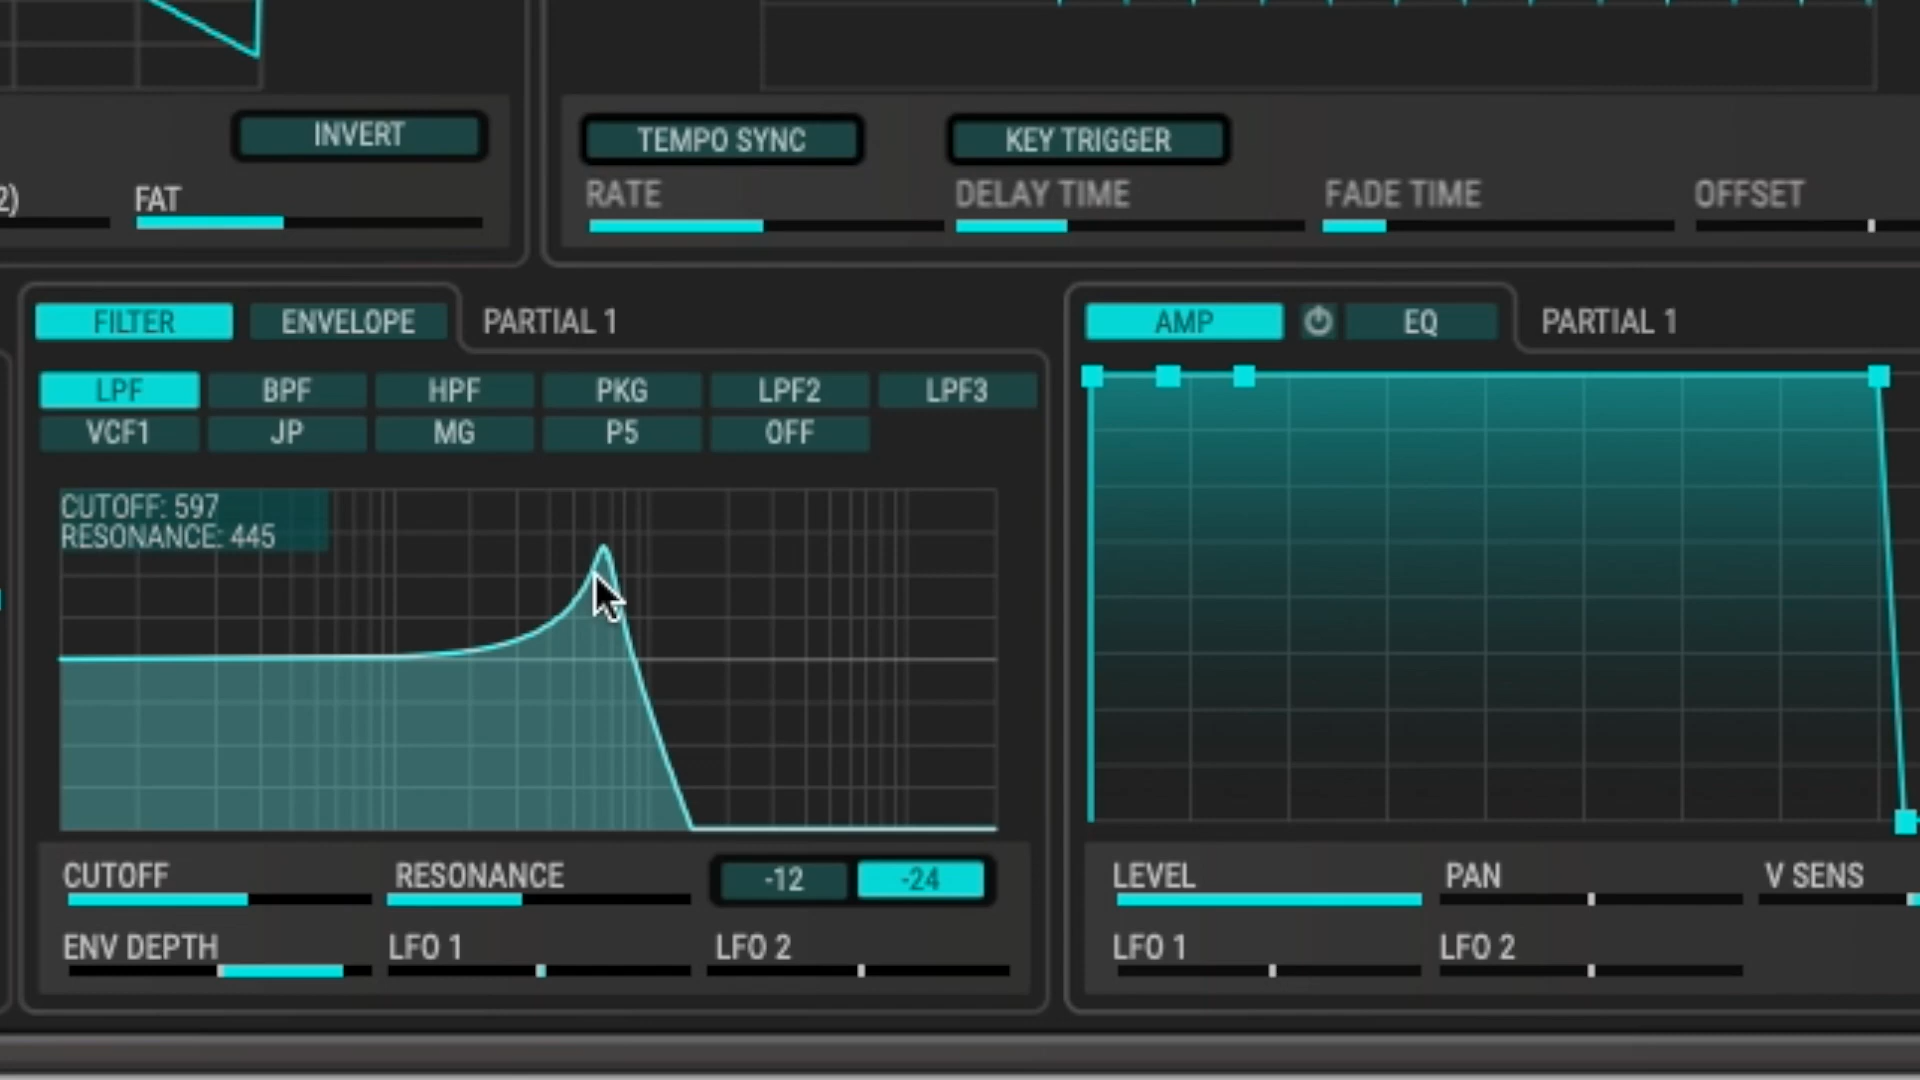 INVERT
TEMPO SYNC
KEY TRIGGER
2)
FAT
RATE
DELAY TIME
FADE TIME
OFFSET
FILTER
ENVELOPE
PARTIAL 1
LPF
BPF
HPF
PKG
LPF2
LPF3
VCF1
JP
MG
P5
OFF
CUTOFF: 597
RESONANCE: 445
CUTOFF
RESONANCE
-12
-24
ENV DEPTH
LFO 1
LFO 2
AMP
EQ
PARTIAL 1
LEVEL
PAN
V SENS
LFO 1
LFO 2